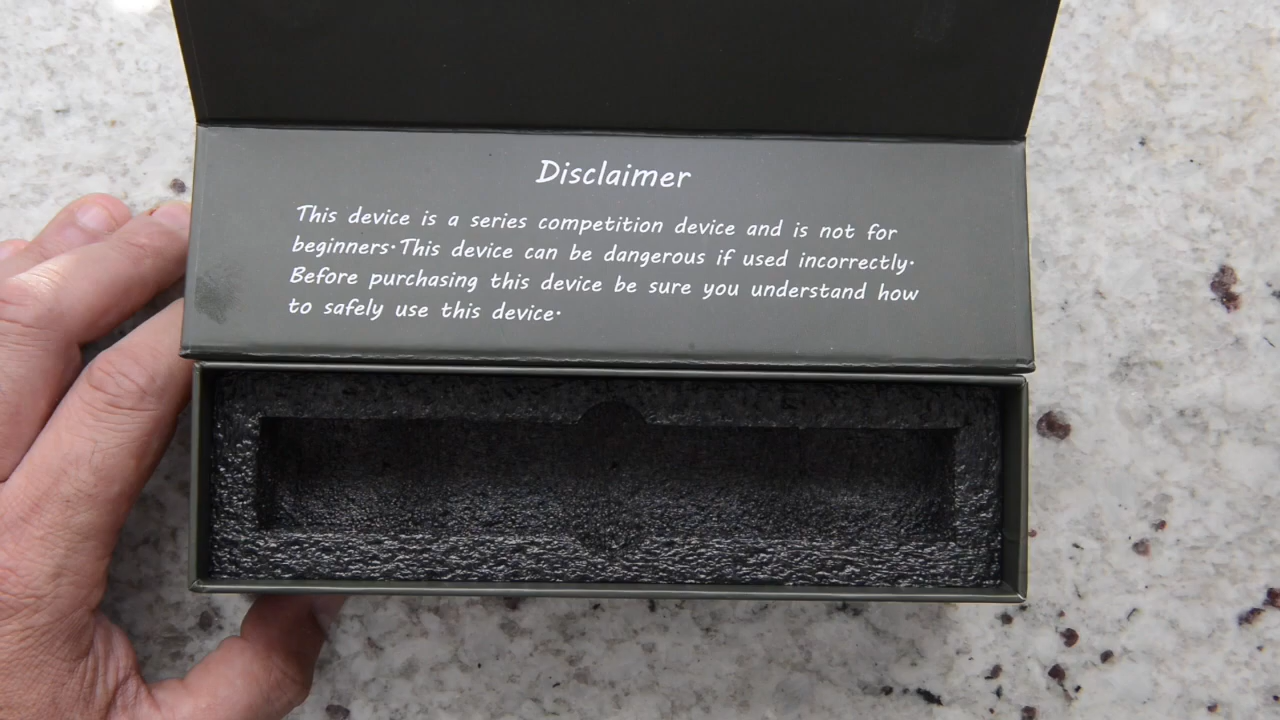 Disclaimer
This device is a series competition device and is not for
beginners. This device can be dangerous if used incorrectly.
Before purchasing this device be sure you understand how
to safely use this device.